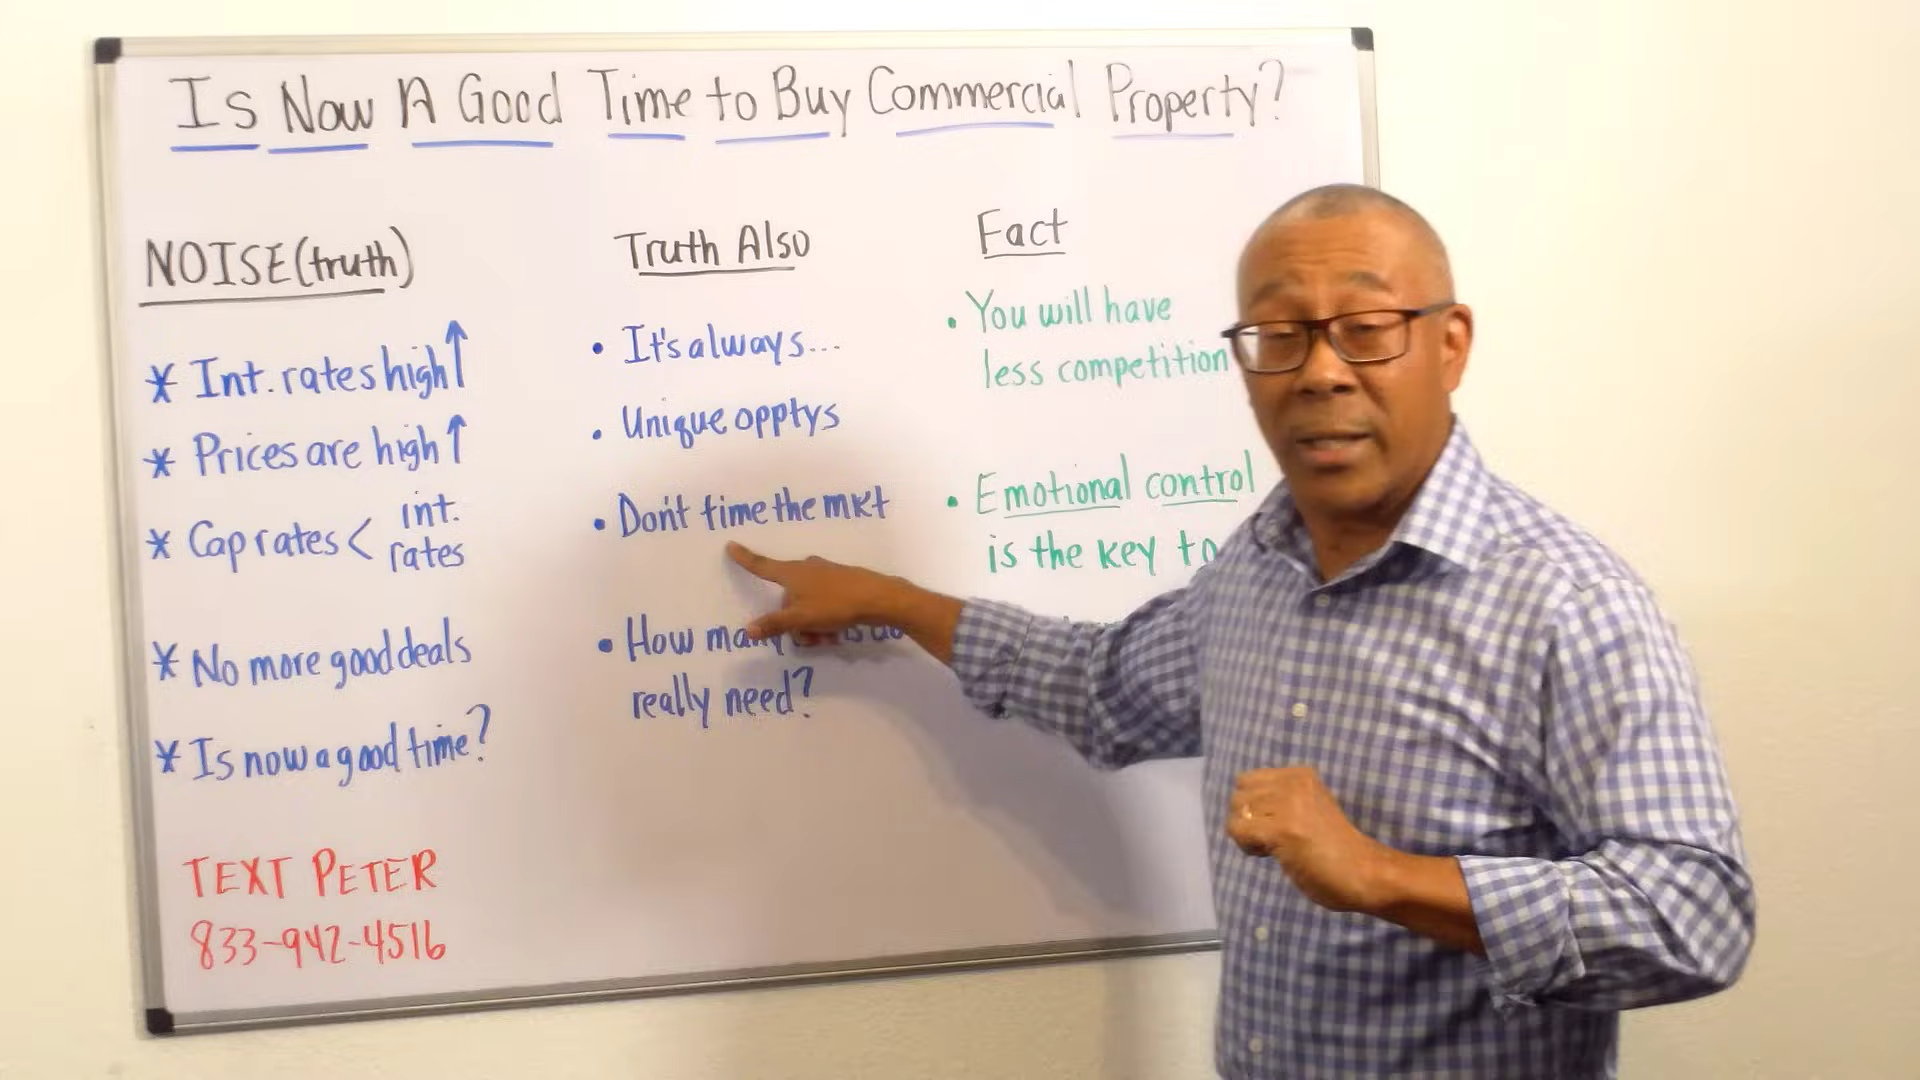 Is Now A Good Time to Buy Commercial Property?
NOISE (truth)
* Int. rates high ↑
* Prices are high ↑
* Cap rates < int.
rates
* No more good deals
* Is now a good time?
TEXT PETER
833-942-4516
Truth Also
• It's always...
• Unique opptys
• Don't time the mkt
• How many
really need?
Fact
• You will have
less competition
• Emotional control
is the key to